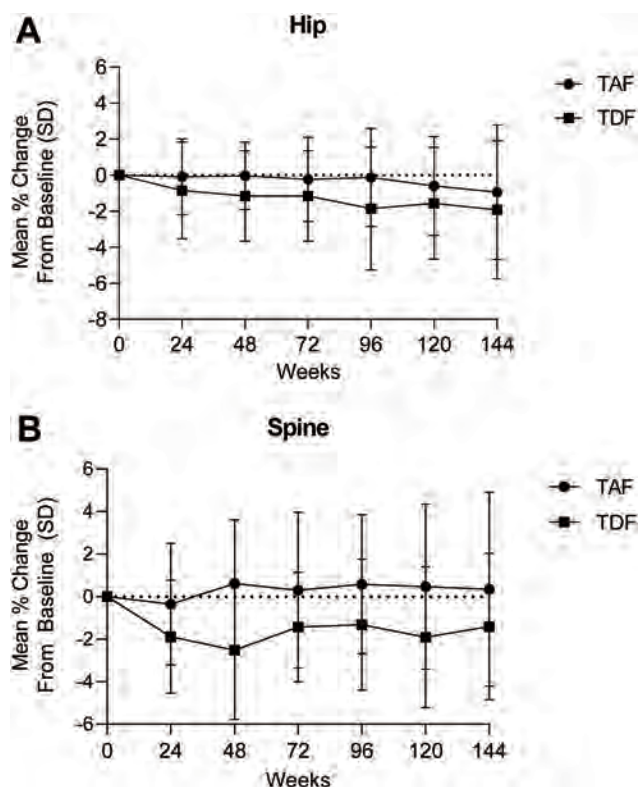 A
Hip
Mean % Change
From Baseline (SD)
6
4
2
0
-2
-4
-6
-8
0 24 48 72 96 120 144
Weeks
TAF
TDF
B
Spine
Mean % Change
From Baseline (SD)
6
4
2
0
-2
-4
-6
0 24 48 72 96 120 144
Weeks
TAF
TDF